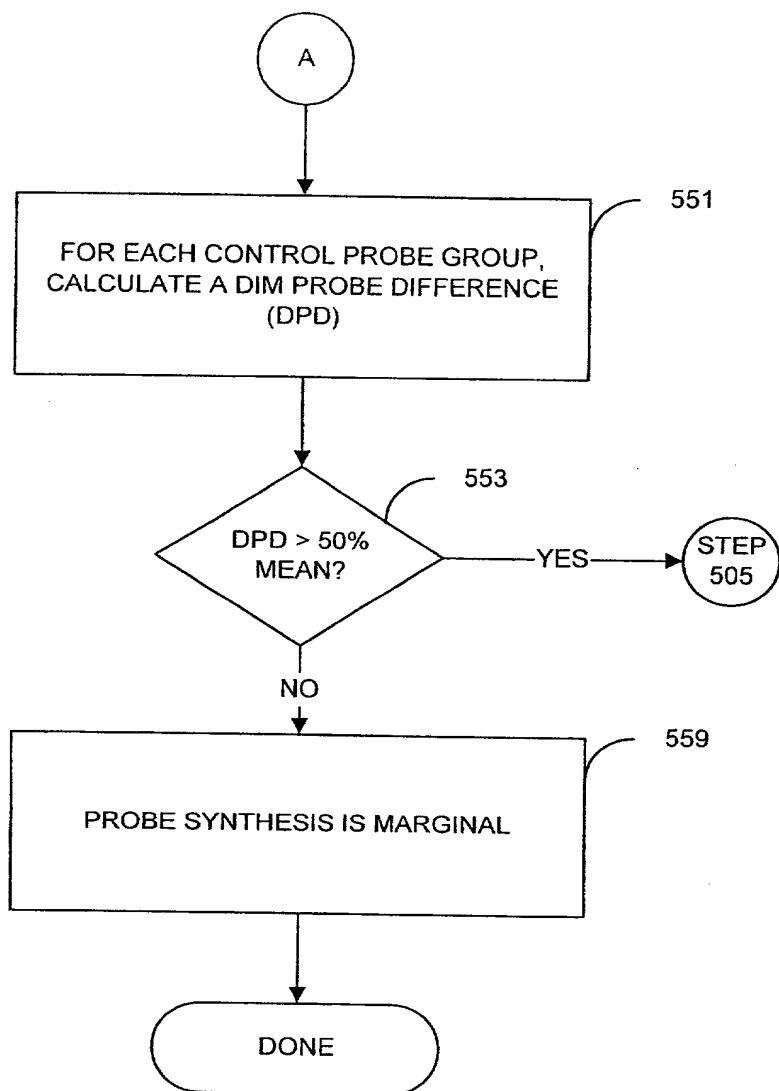 A
551
FOR EACH CONTROL PROBE GROUP,
CALCULATE A DIM PROBE DIFFERENCE
(DPD)
553
DPD > 50%
MEAN?
YES
STEP
505
NO
559
PROBE SYNTHESIS IS MARGINAL
DONE